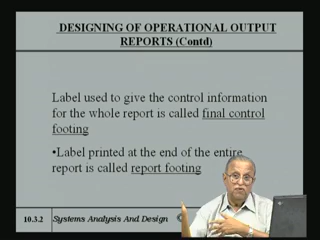 DESIGNING OF OPERATIONAL OUTPUT
REPORTS (Contd)
Label used to give the control information
for the whole report is called final control
footing
•Label printed at the end of the entire
report is called report footing
10.3.2 Systems Analysis And Design ©